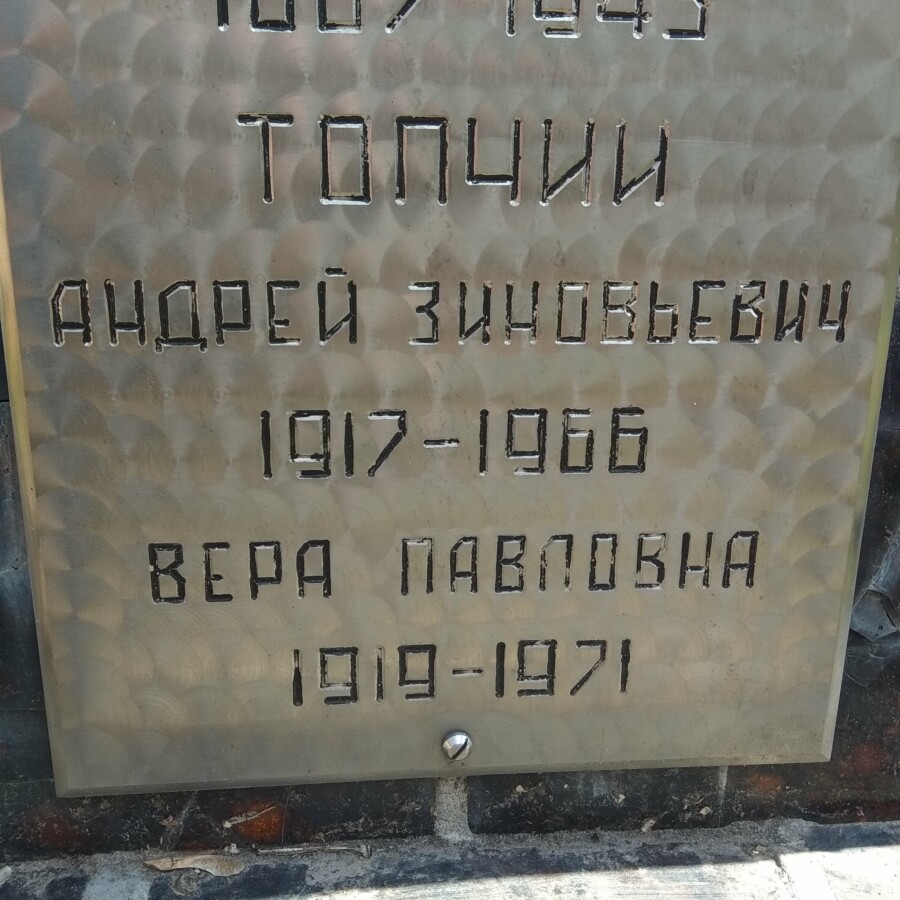 ТОПЧИИ
АНДРЕЙ ЗИНОВЬЕВИЧ
1917-1966
ВЕРА ПАВЛОВНА
1919-1971